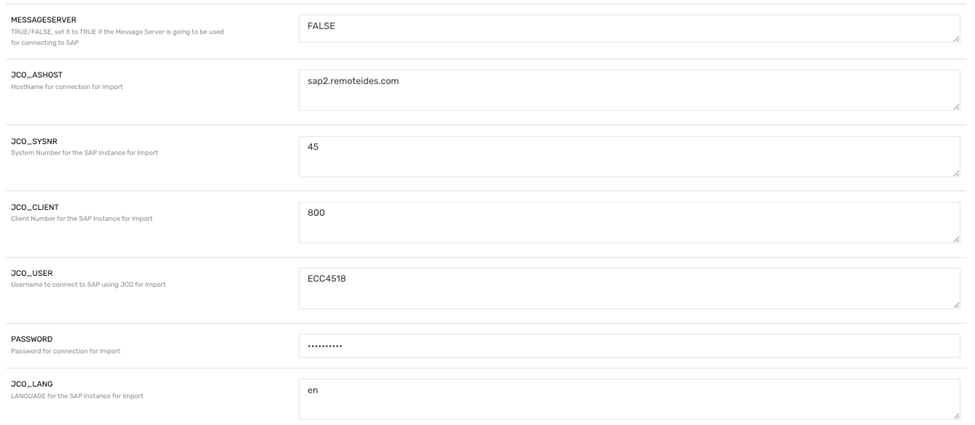 MESSAGESERVER
TRUE/FALSE, set it to TRUE if the Message Server is going to be used
for connecting to SAP
FALSE
JCO_ASHOST
HostName for connection for Import
sap2.remoteides.com
JCO_SYSNR
System Number for the SAP Instance for Import
45
JCO_CLIENT
Client Number for the SAP Instance for Import
800
JCO_USER
Username to connect to SAP using JCO for Import
ECC4518
PASSWORD
Password for connection for Import
••••••••••
JCO_LANG
LANGUAGE for the SAP Instance for Import
en